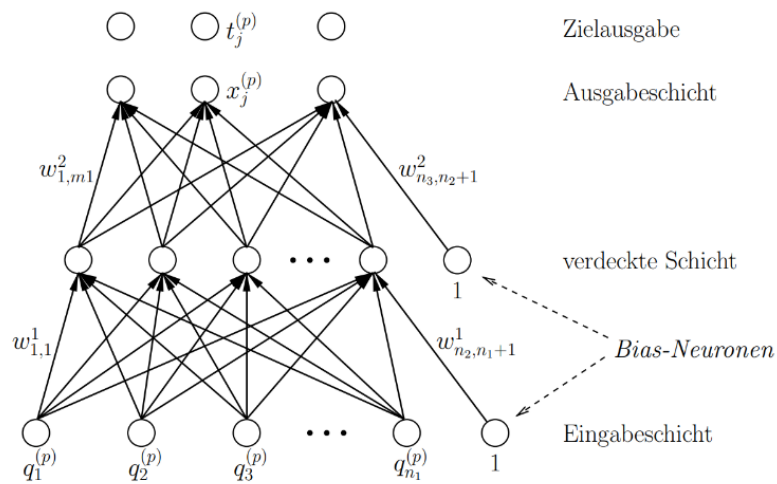 t_j^{(p)} Zielausgabe
x_j^{(p)} Ausgabeschicht
w^2_{1,m1} w^2_{n_3,n_2+1}
• • • verdeckte Schicht
1
w^1_{1,1} w^1_{n_2,n_1+1} Bias-Neuronen
• • • Eingabeschicht
q_1^{(p)} q_2^{(p)} q_3^{(p)} q_{n_1}^{(p)} 1